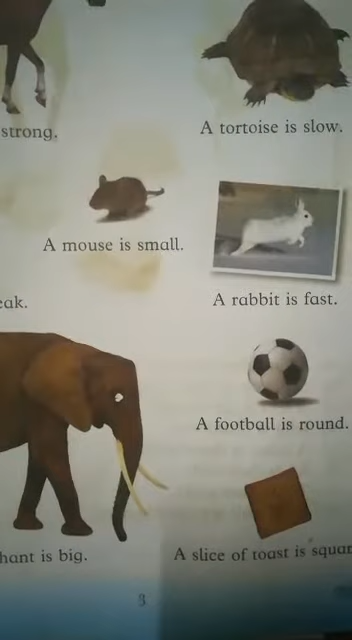 strong.
A tortoise is slow.
A mouse is small.
eak.
A rabbit is fast.
A football is round.
hant is big.
A slice of toast is squar
3